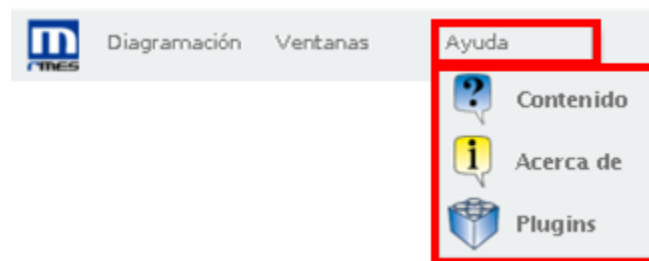 m
rmes
Diagramación Ventanas Ayuda
? Contenido
i Acerca de
Plugins